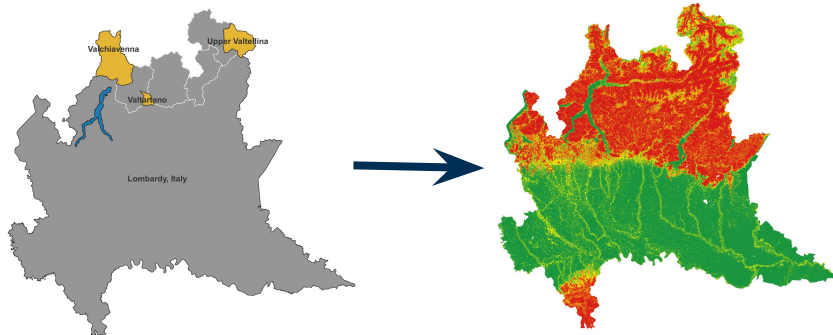 Valchiavenna
Upper Valtellina
Valtartano
Lombardy, Italy